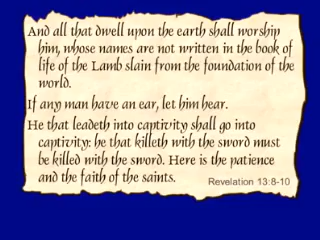 And all that dwell upon the earth shall worship
him, whose names are not written in the book of
life of the Lamb slain from the foundation of the
world.
If any man have an ear, let him hear.
He that leadeth into captivity shall go into
captivity: he that killeth with the sword must
be killed with the sword. Here is the patience
and the faith of the saints.
Revelation 13:8-10